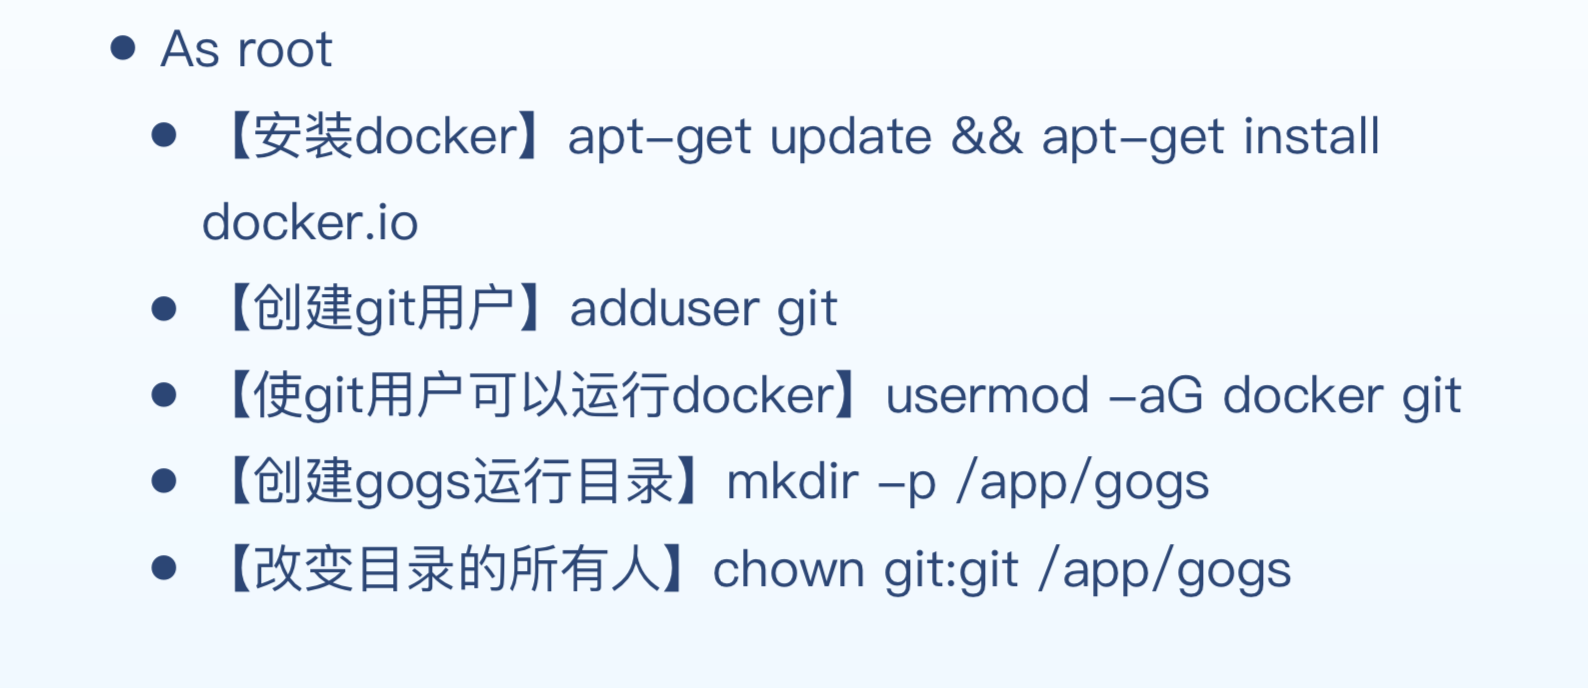 ● As root
● 【安装docker】apt-get update && apt-get install
docker.io
● 【创建git用户】adduser git
● 【使git用户可以运行docker】usermod -aG docker git
● 【创建gogs运行目录】mkdir -p /app/gogs
● 【改变目录的所有人】chown git:git /app/gogs